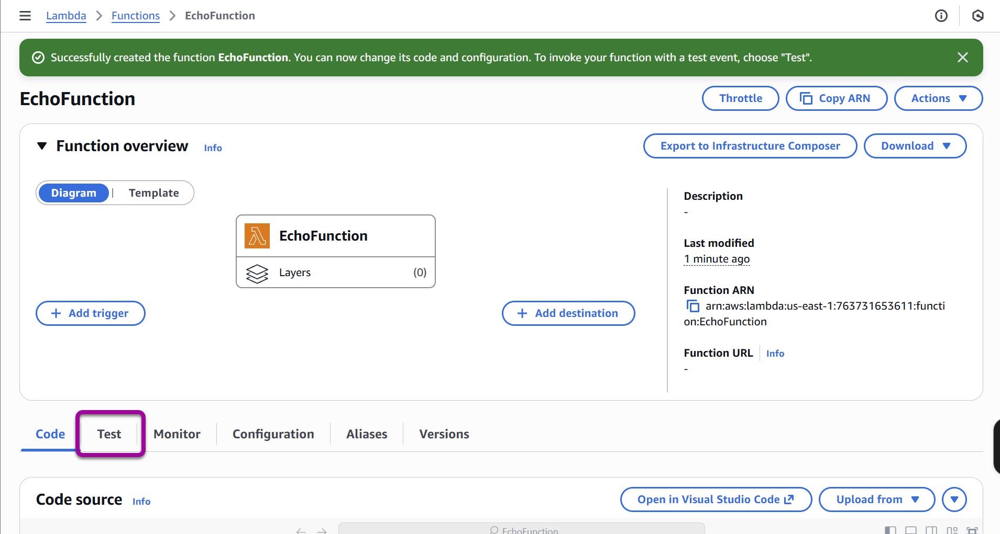 Lambda > Functions > EchoFunction
Successfully created the function EchoFunction. You can now change its code and configuration. To invoke your function with a test event, choose "Test".
EchoFunction
Throttle Copy ARN Actions
Function overview Info
Export to Infrastructure Composer Download
Diagram | Template
EchoFunction
Layers (0)
+ Add trigger
+ Add destination
Description
-
Last modified
1 minute ago
Function ARN
arn:aws:lambda:us-east-1:763731653611:functi
on:EchoFunction
Function URL Info
-
Code Test Monitor Configuration Aliases Versions
Code source Info
Open in Visual Studio Code Upload from
EchoFunction